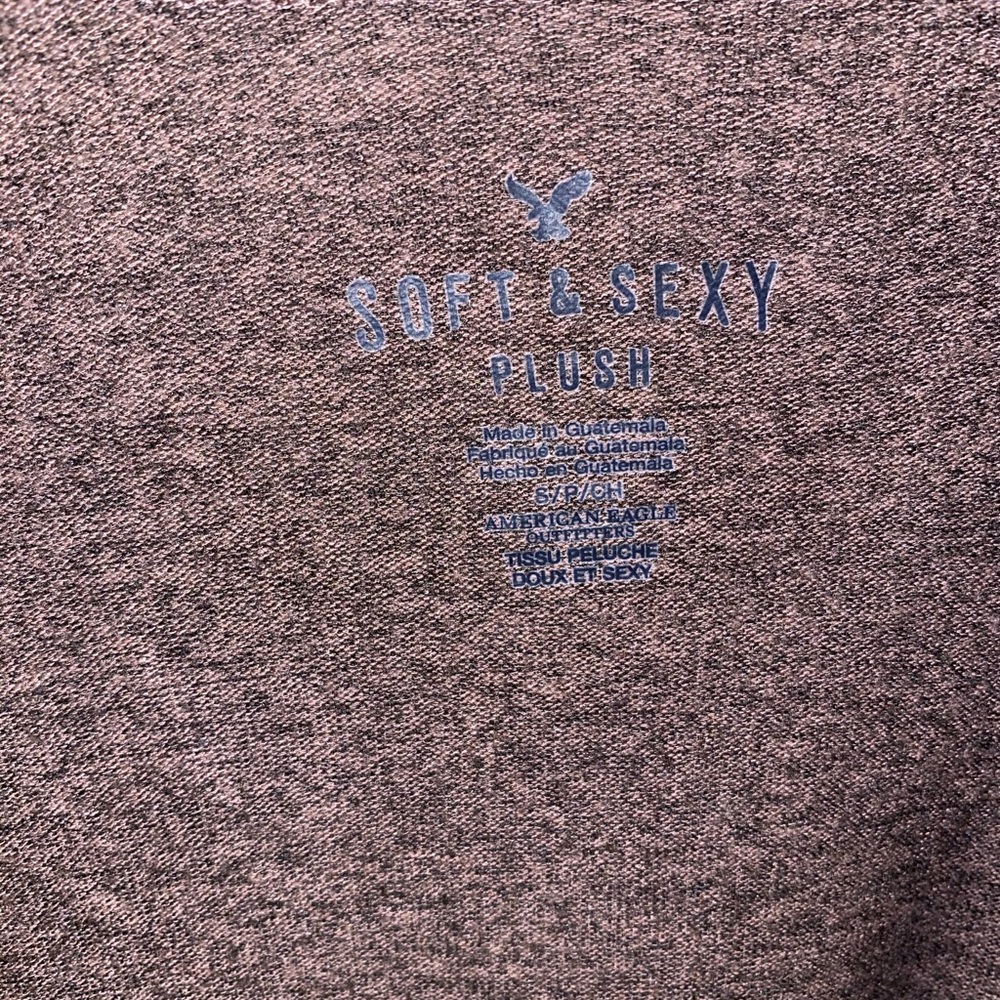 SOFT & SEXY
PLUSH
Made in Guatemala
Fabriqué au Guatemala
Hecho en Guatemala
S/P/CH
AMERICAN EAGLE
OUTFITTERS
TISSU PELUCHE
DOUX ET SEXY